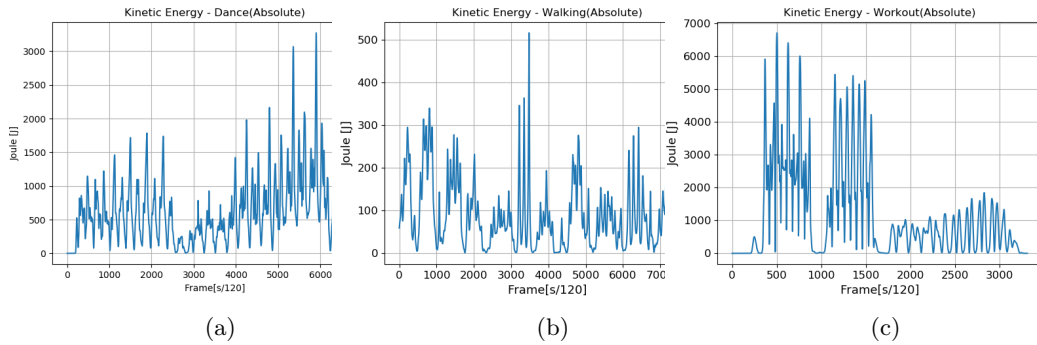 Kinetic Energy - Dance(Absolute)
3000
2500
2000
1500
1000
500
0
Joule [J]
0 1000 2000 3000 4000 5000 6000
Frame[s/120]
(a)
Kinetic Energy - Walking(Absolute)
500
400
300
200
100
0
Joule [J]
0 1000 2000 3000 4000 5000 6000 7000
Frame[s/120]
(b)
Kinetic Energy - Workout(Absolute)
7000
6000
5000
4000
3000
2000
1000
0
Joule [J]
0 500 1000 1500 2000 2500 3000
Frame[s/120]
(c)